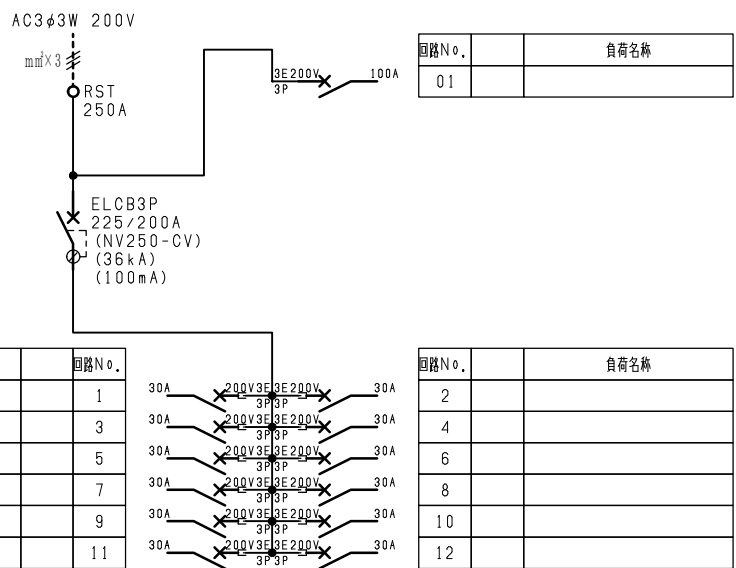 AC3φ3W 200V
mm²×3
RST
250A
3E200V
3P
100A
回路No. 負荷名称
01
ELCB3P
225/200A
(NV250-CV)
(36kA)
(100mA)
回路No.
回路No. 負荷名称
1 30A 200V3E 3E200V 30A 2
3P 3P
3 30A 200V3E 3E200V 30A 4
3P 3P
5 30A 200V3E 3E200V 30A 6
3P 3P
7 30A 200V3E 3E200V 30A 8
3P 3P
9 30A 200V3E 3E200V 30A 10
3P 3P
11 30A 200V3E 3E200V 30A 12
3P 3P